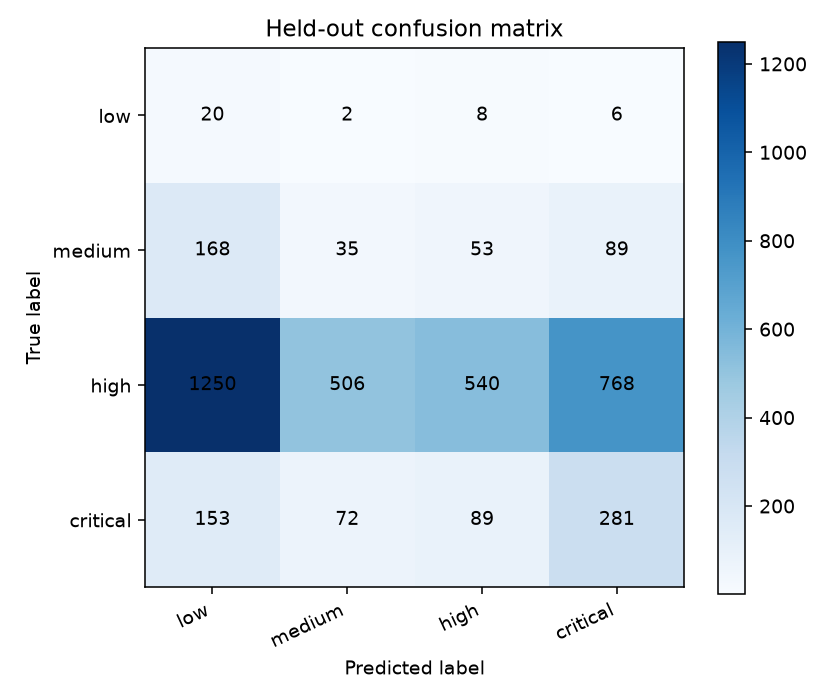 Held-out confusion matrix
True label
low 20 2 8 6
medium 168 35 53 89
high 1250 506 540 768
critical 153 72 89 281
low medium high critical
Predicted label
1200
1000
800
600
400
200